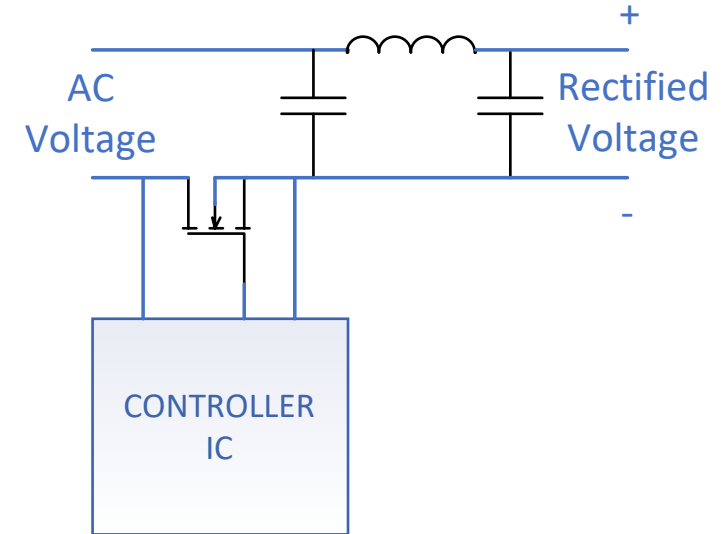 +
AC
Voltage
Rectified
Voltage
-
CONTROLLER
IC